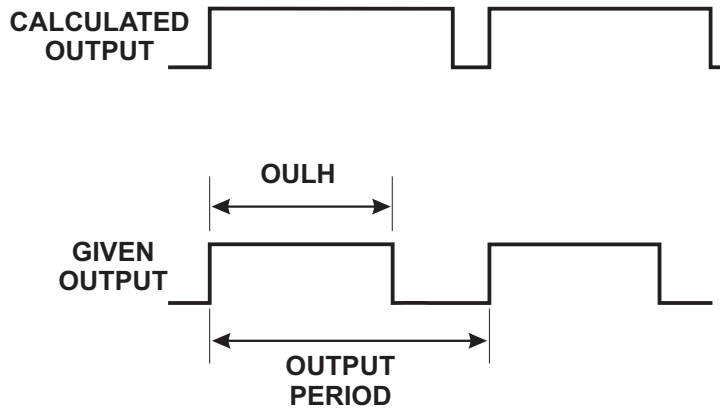 CALCULATED
OUTPUT
OULH
GIVEN
OUTPUT
OUTPUT
PERIOD